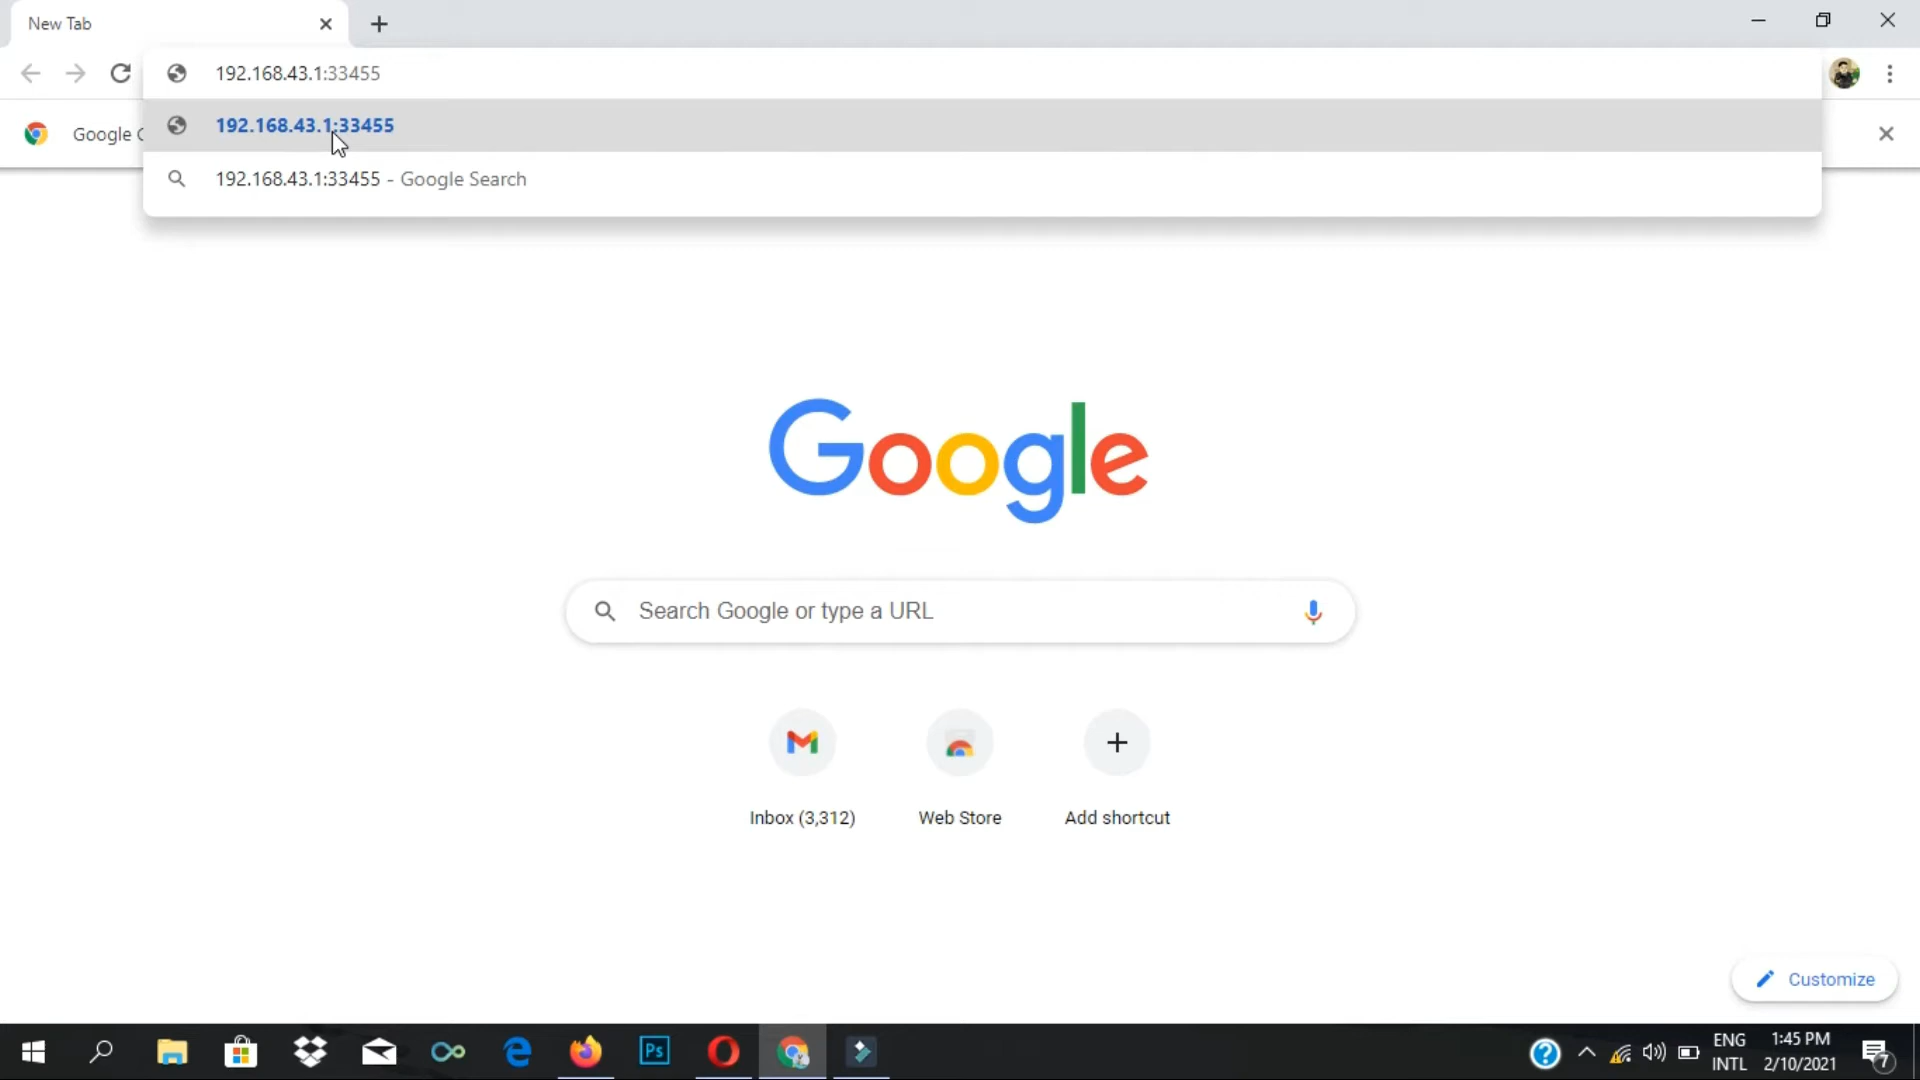 New Tab
192.168.43.1:33455
192.168.43.1:33455
Google C
192.168.43.1:33455 - Google Search
Google
Search Google or type a URL
Inbox (3,312)
Web Store
Add shortcut
Customize
Ps
ENG
INTL
1:45 PM
2/10/2021
7